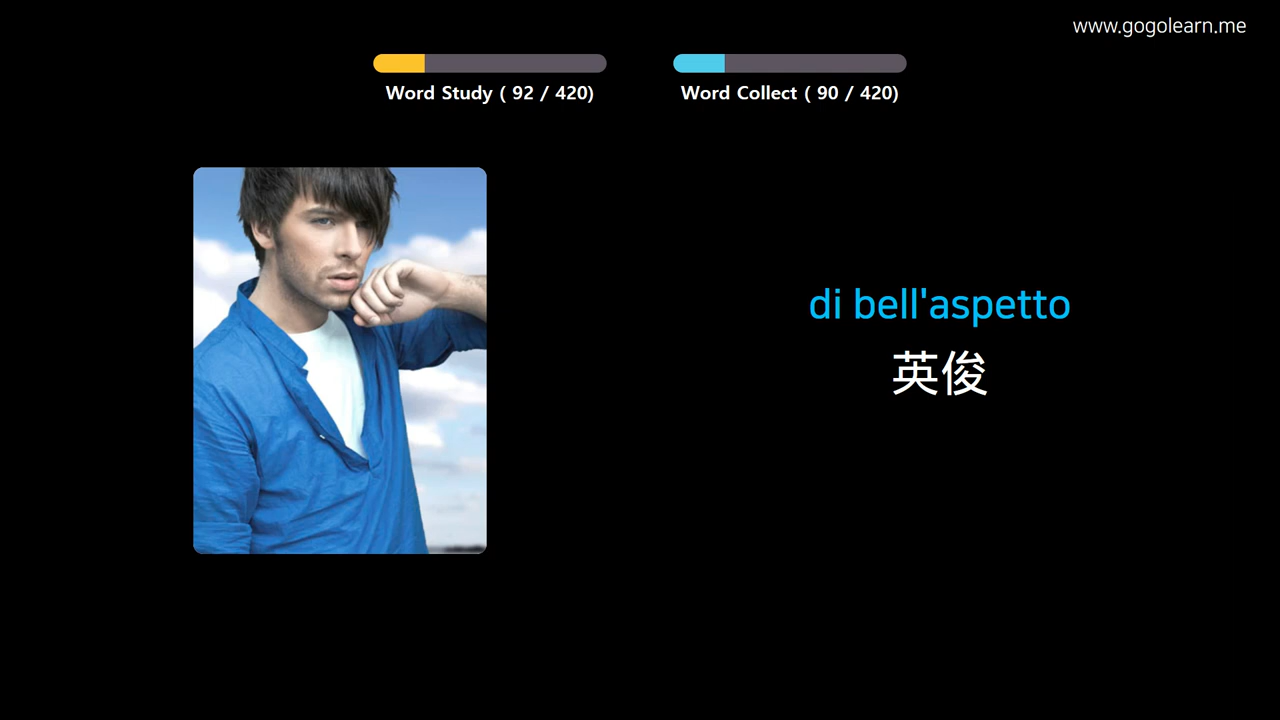 www.gogolearn.me
Word Study ( 92 / 420)
Word Collect ( 90 / 420)
di bell'aspetto
英俊